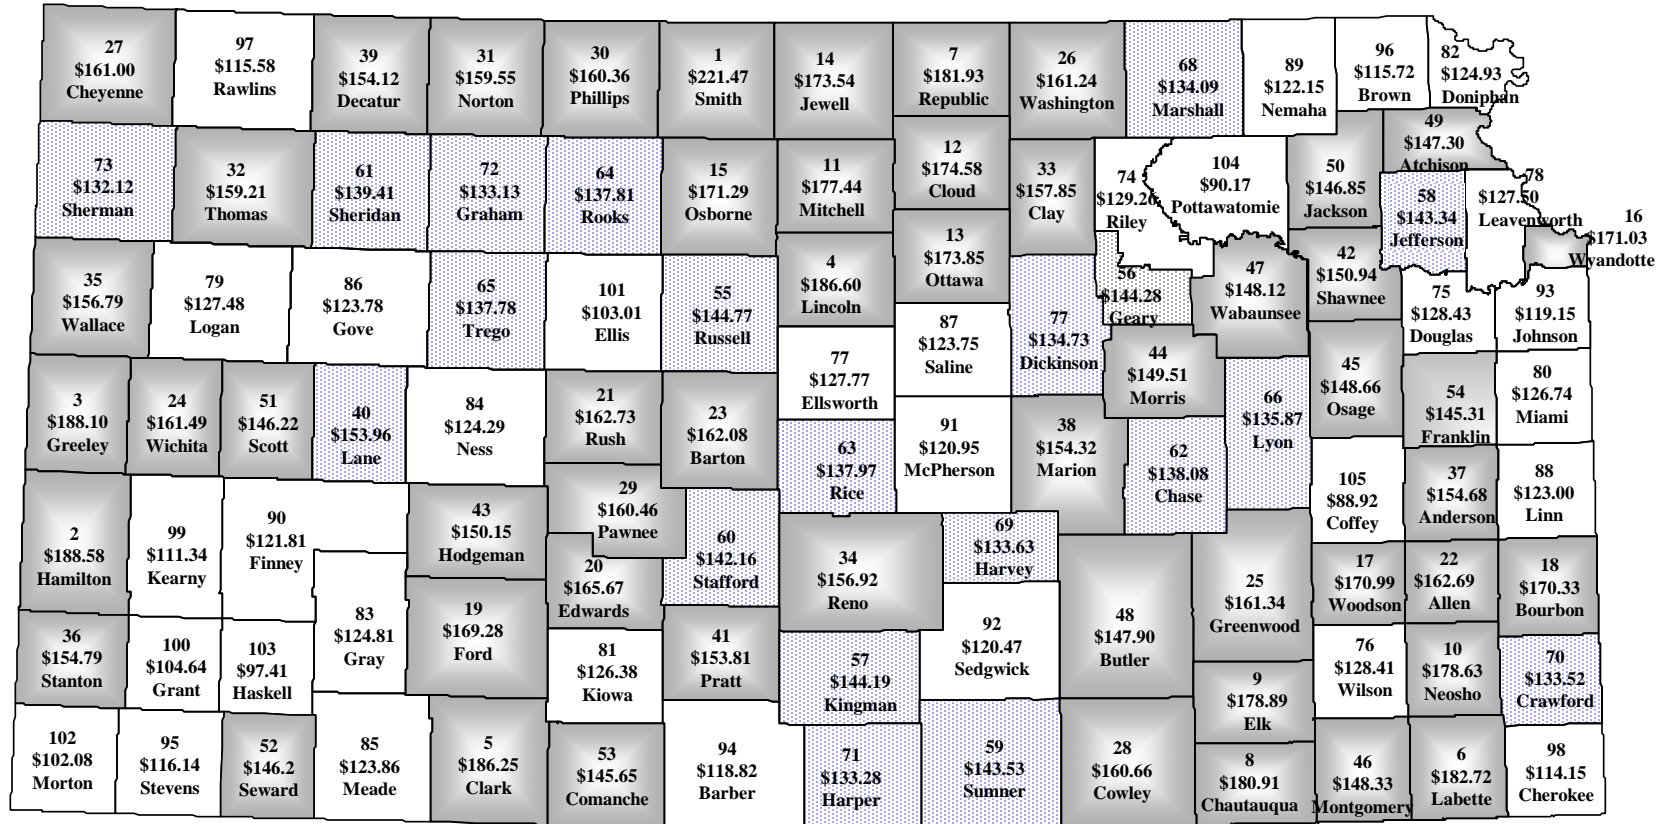 27
$161.00
Cheyenne
97
$115.58
Rawlins
39
$154.12
Decatur
31
$159.55
Norton
30
$160.36
Phillips
1
$221.47
Smith
14
$173.54
Jewell
7
$181.93
Republic
26
$161.24
Washington
68
$134.09
Marshall
89
$122.15
Nemaha
96
$115.72
Brown
82
$124.93
Doniphan
73
$132.12
Sherman
32
$159.21
Thomas
61
$139.41
Sheridan
72
$133.13
Graham
64
$137.81
Rooks
15
$171.29
Osborne
11
$177.44
Mitchell
12
$174.58
Cloud
33
$157.85
Clay
74
$129.26
Riley
104
$90.17
Pottawatomie
50
$146.85
Jackson
49
$147.30
Atchison
58
$143.34
Jefferson
78
$127.50
Leavenworth
16
$171.03
Wyandotte
35
$156.79
Wallace
79
$127.48
Logan
86
$123.78
Gove
65
$137.78
Trego
101
$103.01
Ellis
55
$144.77
Russell
4
$186.60
Lincoln
13
$173.85
Ottawa
87
$123.75
Saline
77
$134.73
Dickinson
56
$144.28
Geary
47
$148.12
Wabaunsee
42
$150.94
Shawnee
75
$128.43
Douglas
93
$119.15
Johnson
3
$188.10
Greeley
24
$161.49
Wichita
51
$146.22
Scott
40
$153.96
Lane
84
$124.29
Ness
21
$162.73
Rush
23
$162.08
Barton
77
$127.77
Ellsworth
63
$137.97
Rice
91
$120.95
McPherson
38
$154.32
Marion
44
$149.51
Morris
62
$138.08
Chase
66
$135.87
Lyon
45
$148.66
Osage
54
$145.31
Franklin
80
$126.74
Miami
2
$188.58
Hamilton
99
$111.34
Kearny
90
$121.81
Finney
43
$150.15
Hodgeman
29
$160.46
Pawnee
20
$165.67
Edwards
60
$142.16
Stafford
34
$156.92
Reno
69
$133.63
Harvey
105
$88.92
Coffey
37
$154.68
Anderson
88
$123.00
Linn
36
$154.79
Stanton
100
$104.64
Grant
103
$97.41
Haskell
83
$124.81
Gray
19
$169.28
Ford
81
$126.38
Kiowa
41
$153.81
Pratt
57
$144.19
Kingman
92
$120.47
Sedgwick
48
$147.90
Butler
25
$161.34
Greenwood
17
$170.99
Woodson
22
$162.69
Allen
18
$170.33
Bourbon
76
$128.41
Wilson
10
$178.63
Neosho
70
$133.52
Crawford
102
$102.08
Morton
95
$116.14
Stevens
52
$146.2
Seward
85
$123.86
Meade
5
$186.25
Clark
53
$145.65
Comanche
94
$118.82
Barber
71
$133.28
Harper
59
$143.53
Sumner
28
$160.66
Cowley
9
$178.89
Elk
8
$180.91
Chautauqua
46
$148.33
Montgomery
6
$182.72
Labette
98
$114.15
Cherokee